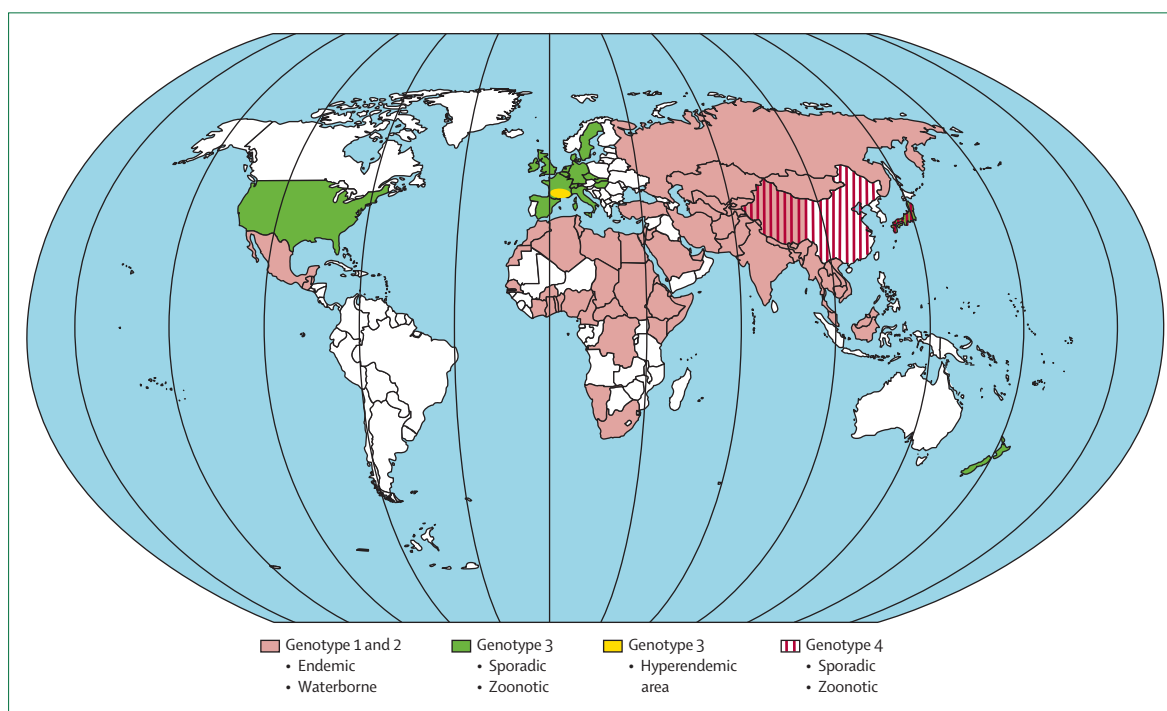 Genotype 1 and 2
• Endemic
• Waterborne
Genotype 3
• Sporadic
• Zoonotic
Genotype 3
• Hyperendemic
area
Genotype 4
• Sporadic
• Zoonotic